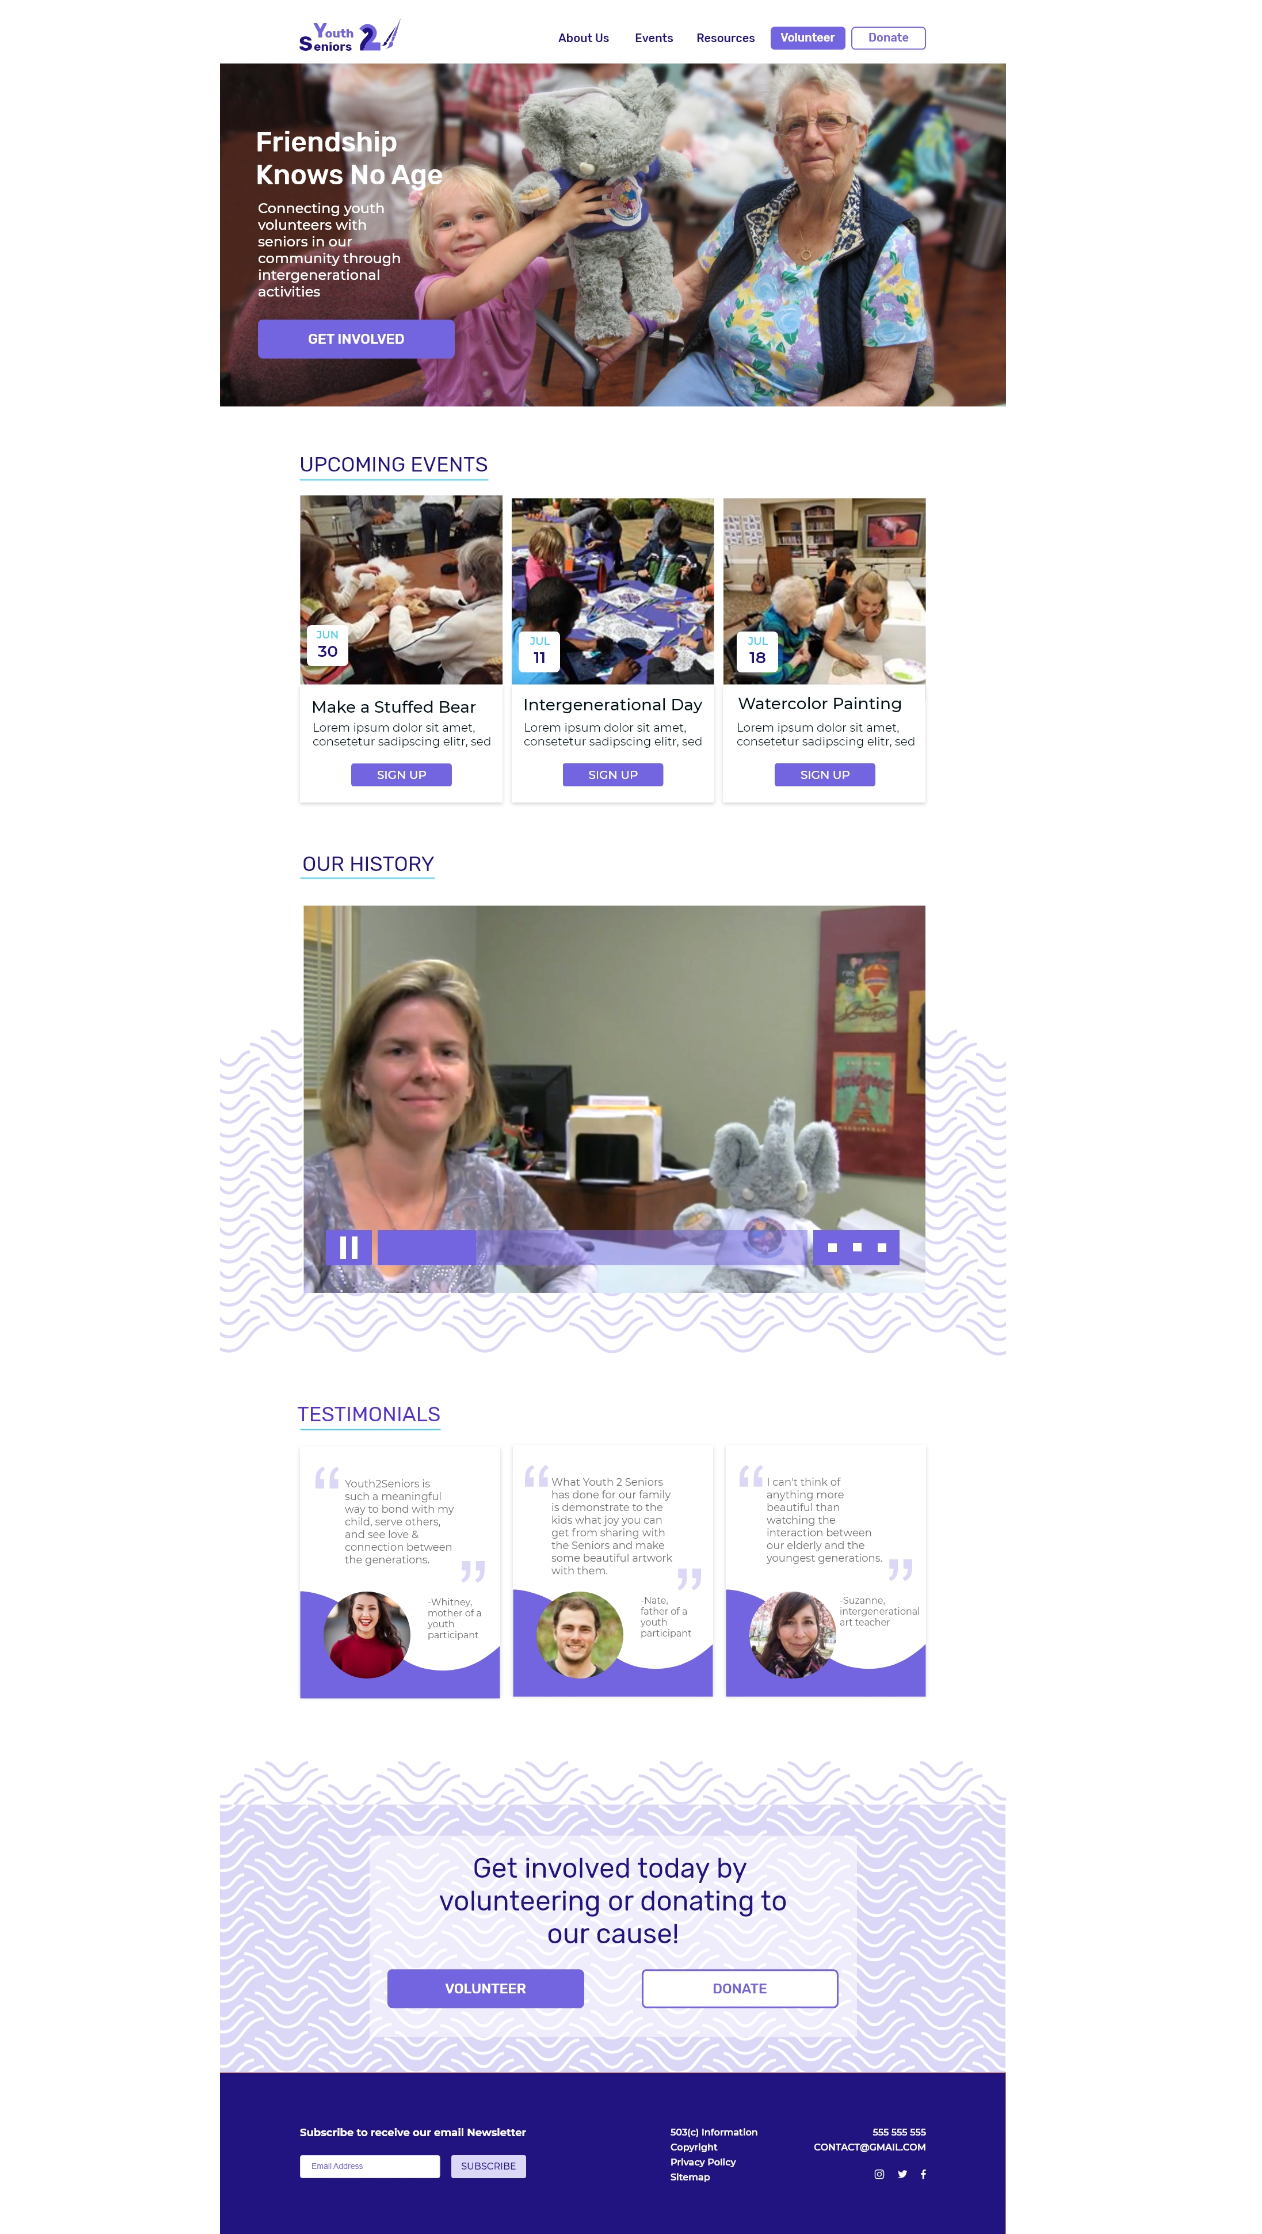 Youth
Seniors 2
About Us
Events
Resources
Volunteer
Donate
Friendship
Knows No Age
Connecting youth
volunteers with
seniors in our
community through
intergenerational
activities
GET INVOLVED
UPCOMING EVENTS
JUN
30
Make a Stuffed Bear
Lorem ipsum dolor sit amet,
consetetur sadipscing elitr, sed
SIGN UP
JUL
11
Intergenerational Day
Lorem ipsum dolor sit amet,
consetetur sadipscing elitr, sed
SIGN UP
JUL
18
Watercolor Painting
Lorem ipsum dolor sit amet,
consetetur sadipscing elitr, sed
SIGN UP
OUR HISTORY
TESTIMONIALS
“
Youth2Seniors is
such a meaningful
way to bond with my
child, serve others,
and see love &
connection between
the generations.
”
-Whitney,
mother of a
youth
participant
“
What Youth 2 Seniors
has done for our family
is demonstrate to the
kids what joy you can
get from sharing with
the Seniors and make
some beautiful artwork
with them.
”
-Nate,
father of a
youth
participant
“
I can't think of
anything more
beautiful than
watching the
interaction between
our elderly and the
youngest generations.
”
-Suzanne,
intergenerational
art teacher
Get involved today by
volunteering or donating to
our cause!
VOLUNTEER
DONATE
Subscribe to receive our email Newsletter
Email Address
SUBSCRIBE
503(c) Information
Copyright
Privacy Policy
Sitemap
555 555 555
CONTACT@GMAIL.COM